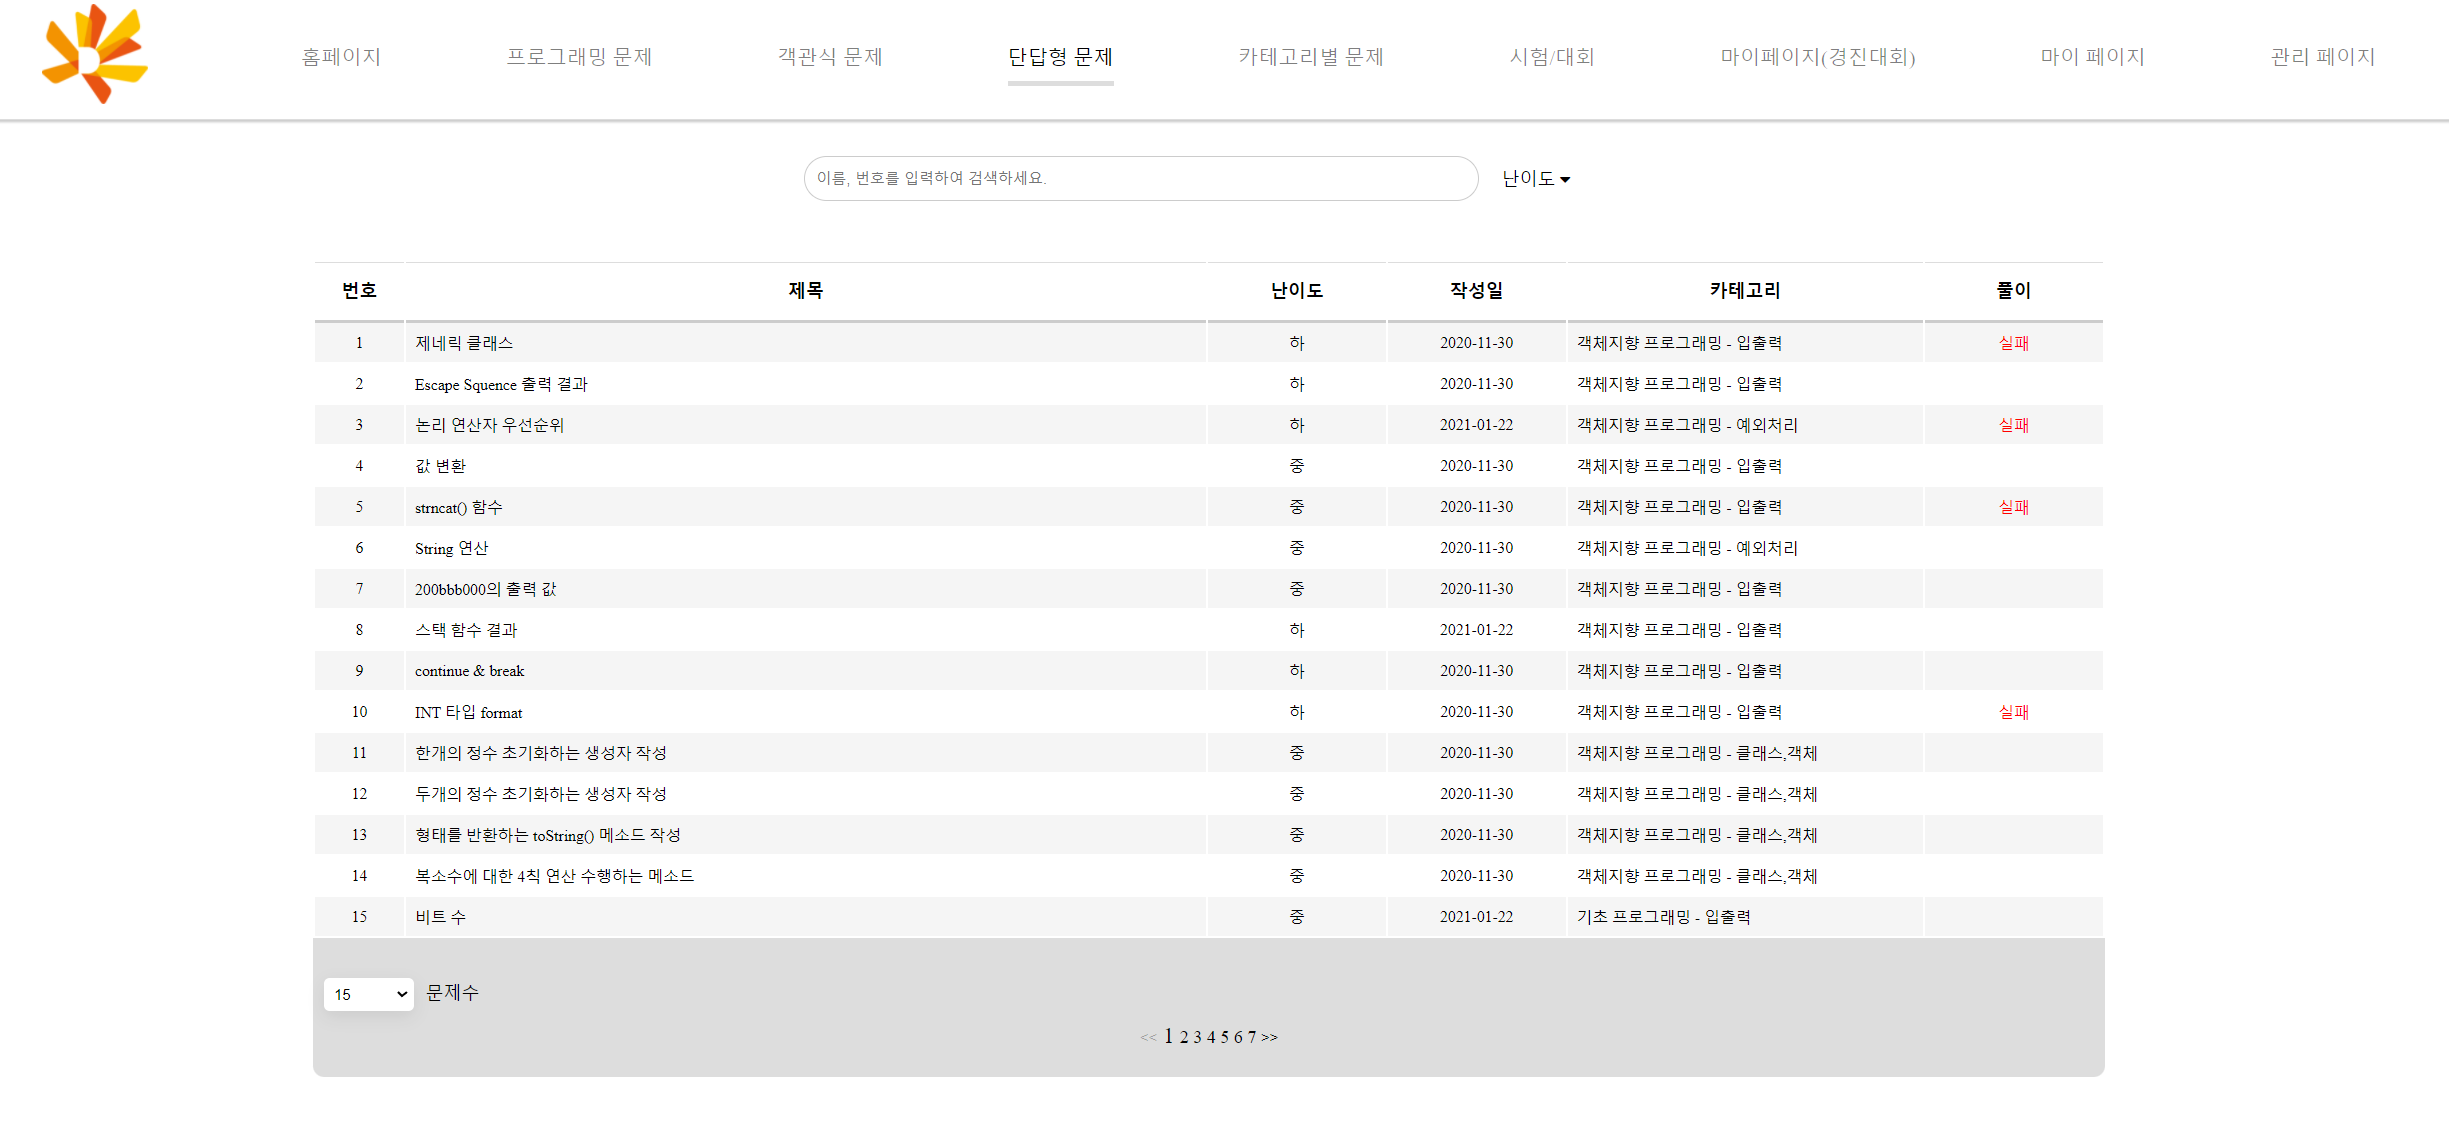 홈페이지 프로그래밍 문제 객관식 문제 단답형 문제 카테고리별 문제 시험/대회 마이페이지(경진대회) 마이 페이지 관리 페이지
이름, 번호를 입력하여 검색하세요. 난이도
번호 제목 난이도 작성일 카테고리 풀이
1 제네릭 클래스 하 2020-11-30 객체지향 프로그래밍 - 입출력 실패
2 Escape Squence 출력 결과 하 2020-11-30 객체지향 프로그래밍 - 입출력
3 논리 연산자 우선순위 하 2021-01-22 객체지향 프로그래밍 - 예외처리 실패
4 값 변환 중 2020-11-30 객체지향 프로그래밍 - 입출력
5 strncat() 함수 중 2020-11-30 객체지향 프로그래밍 - 입출력 실패
6 String 연산 중 2020-11-30 객체지향 프로그래밍 - 예외처리
7 200bbb000의 출력 값 중 2020-11-30 객체지향 프로그래밍 - 입출력
8 스택 함수 결과 하 2021-01-22 객체지향 프로그래밍 - 입출력
9 continue & break 하 2020-11-30 객체지향 프로그래밍 - 입출력
10 INT 타입 format 하 2020-11-30 객체지향 프로그래밍 - 입출력 실패
11 한개의 정수 초기화하는 생성자 작성 중 2020-11-30 객체지향 프로그래밍 - 클래스,객체
12 두개의 정수 초기화하는 생성자 작성 중 2020-11-30 객체지향 프로그래밍 - 클래스,객체
13 형태를 반환하는 toString() 메소드 작성 중 2020-11-30 객체지향 프로그래밍 - 클래스,객체
14 복소수에 대한 4칙 연산 수행하는 메소드 중 2020-11-30 객체지향 프로그래밍 - 클래스,객체
15 비트 수 중 2021-01-22 기초 프로그래밍 - 입출력
15 문제수
<< 1 2 3 4 5 6 7 >>